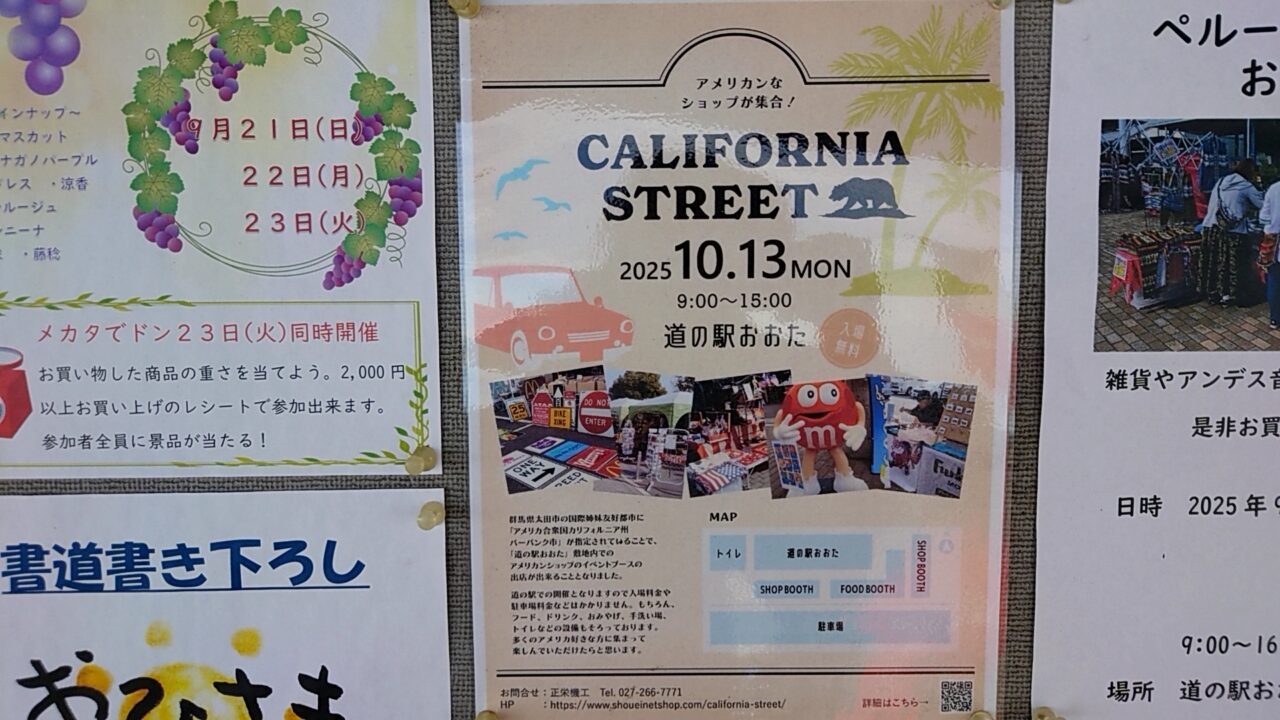 インナップ～
マスカット
ナガノパープル
ドレス ・涼香
ルージュ
ニーナ
・藤稔
9月21日(日)
22日(月)
23日(火)
メカタでドン23日(火)同時開催
お買い物した商品の重さを当てよう。2,000円
以上お買い上げのレシートで参加出来ます。
参加者全員に景品が当たる！
書道書き下ろし
おひさま
アメリカンな
ショップが集合！
CALIFORNIA
STREET
2025 10.13 MON
9:00～15:00
道の駅おおた
入場
無料
25
BIKE
XING
DO NOT
ENTER
ONLY
WAY
SPEED
群馬県太田市の国際姉妹友好都市に
「アメリカ合衆国カリフォルニア州
バーバンク市」が指定されていることで、
「道の駅おおた」敷地内での
アメリカンショップのイベントブースの
出店が出来ることとなりました。
道の駅での開催となりますので入場料金や
駐車場料金などはかかりません。もちろん、
フード、ドリンク、おみやげ、手洗い場、
トイレなどの設備もそろっております。
多くのアメリカ好きな方に集まって
楽しんでいただけたらと思います。
MAP
トイレ
道の駅おおた
SHOP BOOTH
FOOD BOOTH
SHOP BOOTH
駐車場
お問合せ：正栄機工 Tel. 027-266-7771
HP ：https://www.shoueinetshop.com/california-street/
詳細はこちら→
ペルー
お
雑貨やアンデス音
是非お買
日時 2025年9
9:00～16
場所 道の駅おお